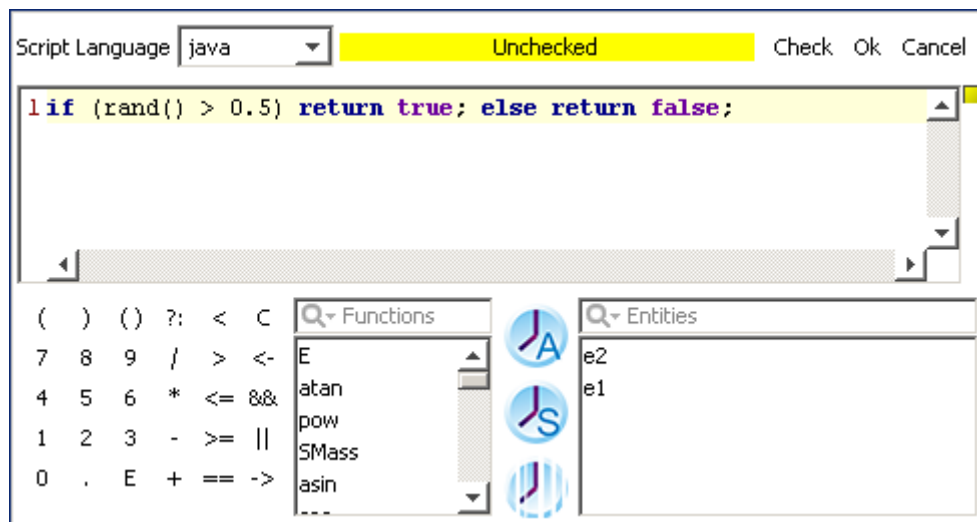 Script Language java Unchecked Check Ok Cancel
1 if (rand() > 0.5) return true; else return false;
( ) () ?: < C
7 8 9 / > <-
4 5 6 * <= &&
1 2 3 - >= ||
0 . E + == ->
Functions
E
atan
pow
SMass
asin
A
S
Entities
e2
e1